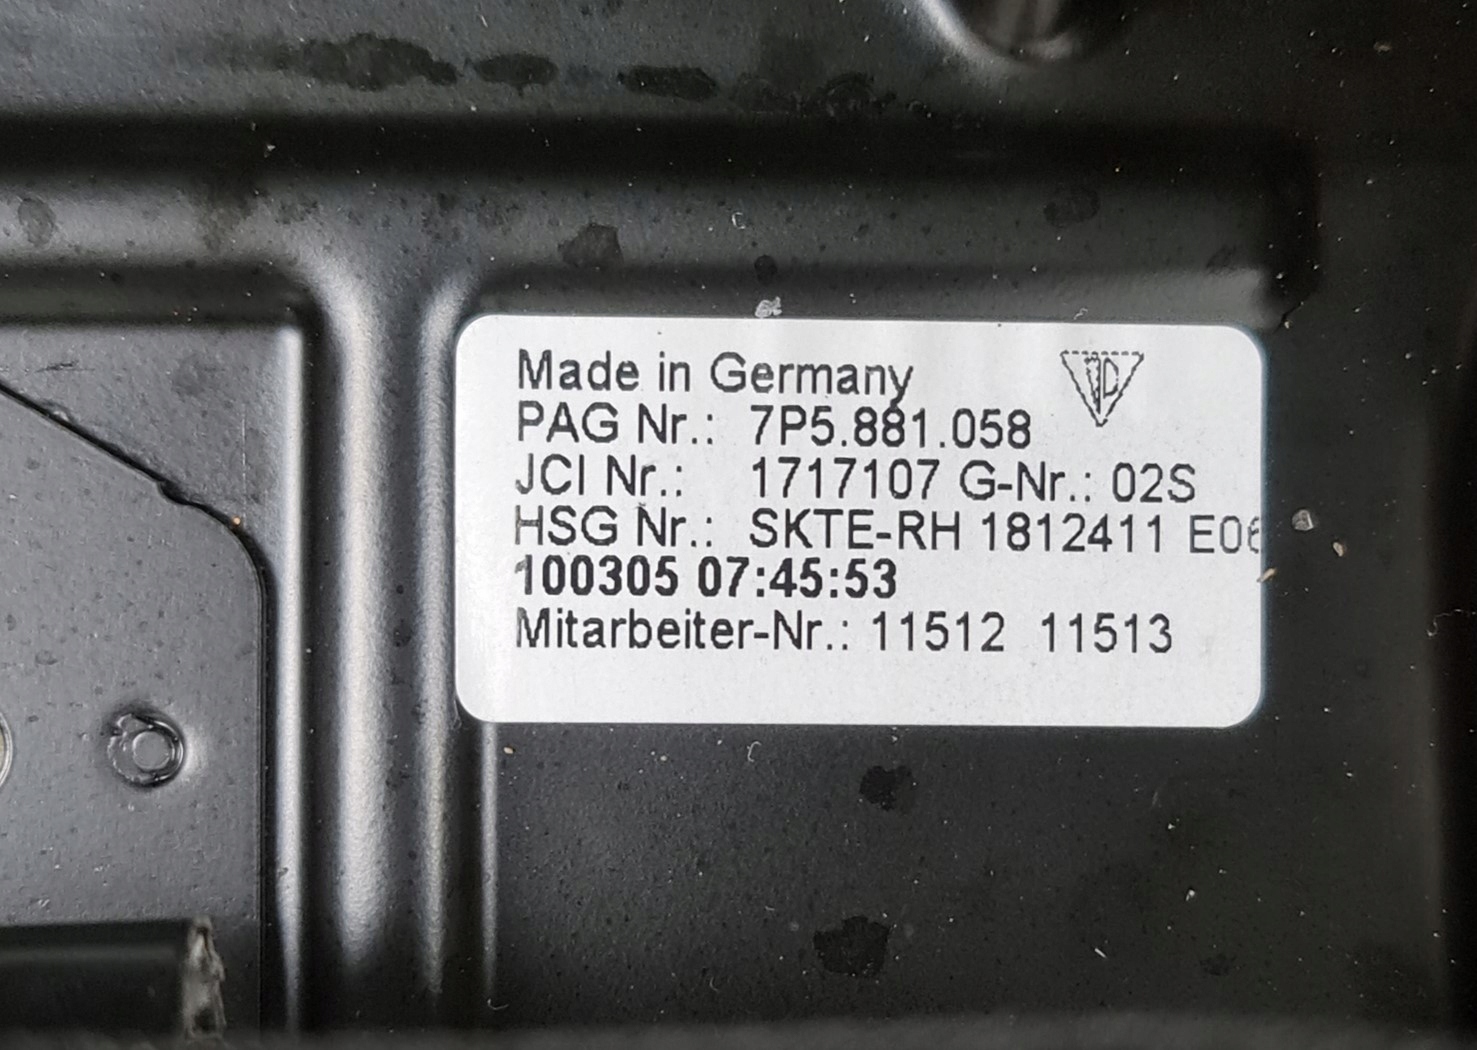 Made in Germany
PAG Nr.: 7P5.881.058
JCI Nr.: 1717107 G-Nr.: 02S
HSG Nr.: SKTE-RH 1812411
100305 07:45:53
Mitarbeiter-Nr.: 11512 11513